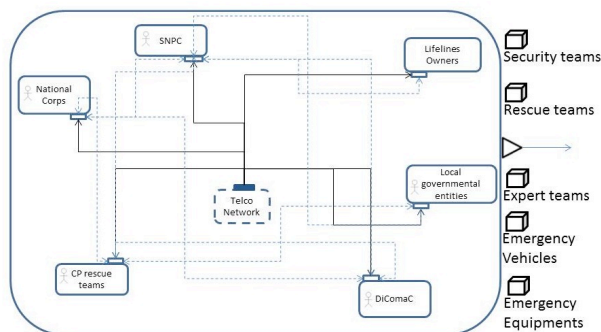 SNPC
Lifelines
Owners
National
Corps
Telco
Network
Local
governmental
entities
CP rescue
teams
DiComaC
Security teams
Rescue teams
Expert teams
Emergency
Vehicles
Emergency
Equipments